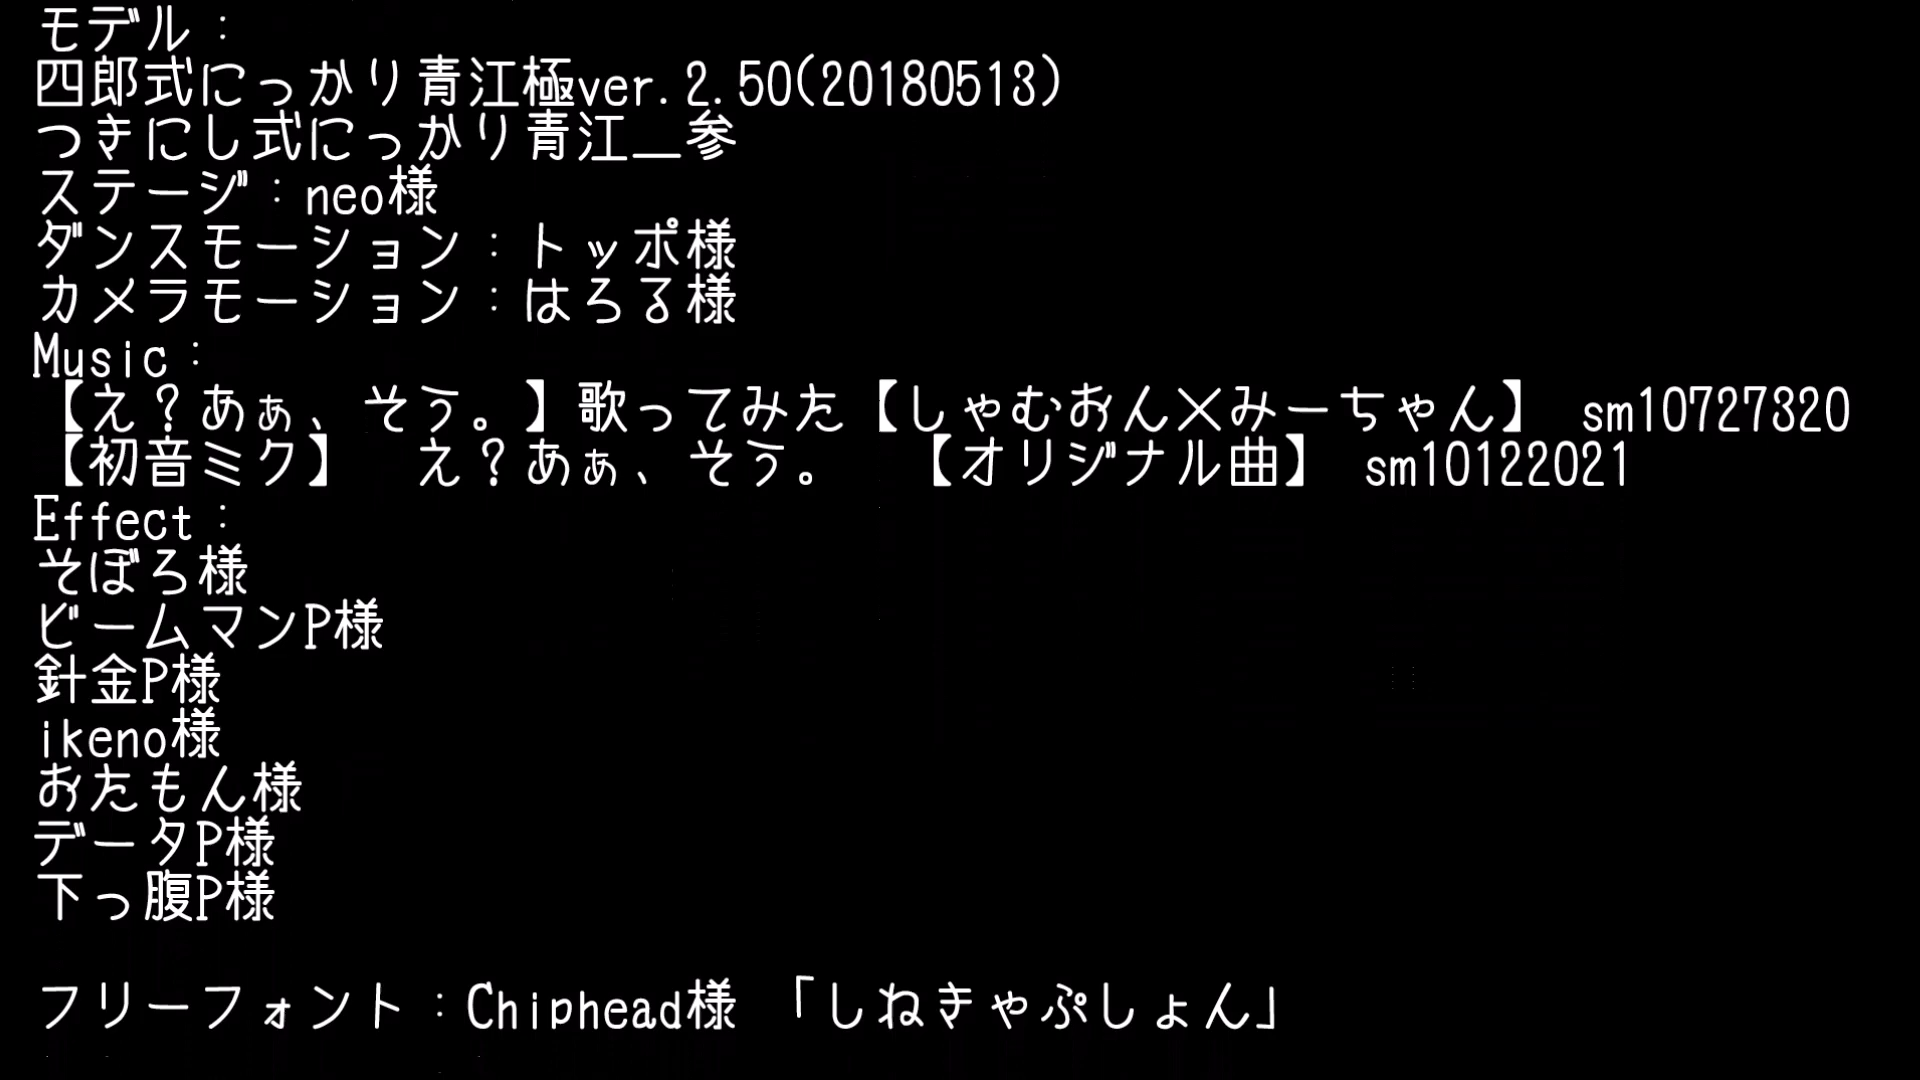 モデル：
四郎式にっかり青江極ver.2.50(20180513)
つきにし式にっかり青江＿参
ステージ：neo様
ダンスモーション：トッポ様
カメラモーション：はろる様
Music：
【え？あぁ、そう。】歌ってみた【しゃむおん×みーちゃん】 sm10727320
【初音ミク】　え？あぁ、そう。　【オリジナル曲】 sm10122021
Effect：
そぼろ様
ビームマンP様
針金P様
ikeno様
おたもん様
データP様
下っ腹P様
フリーフォント：Chiphead様 「しねきゃぷしょん」